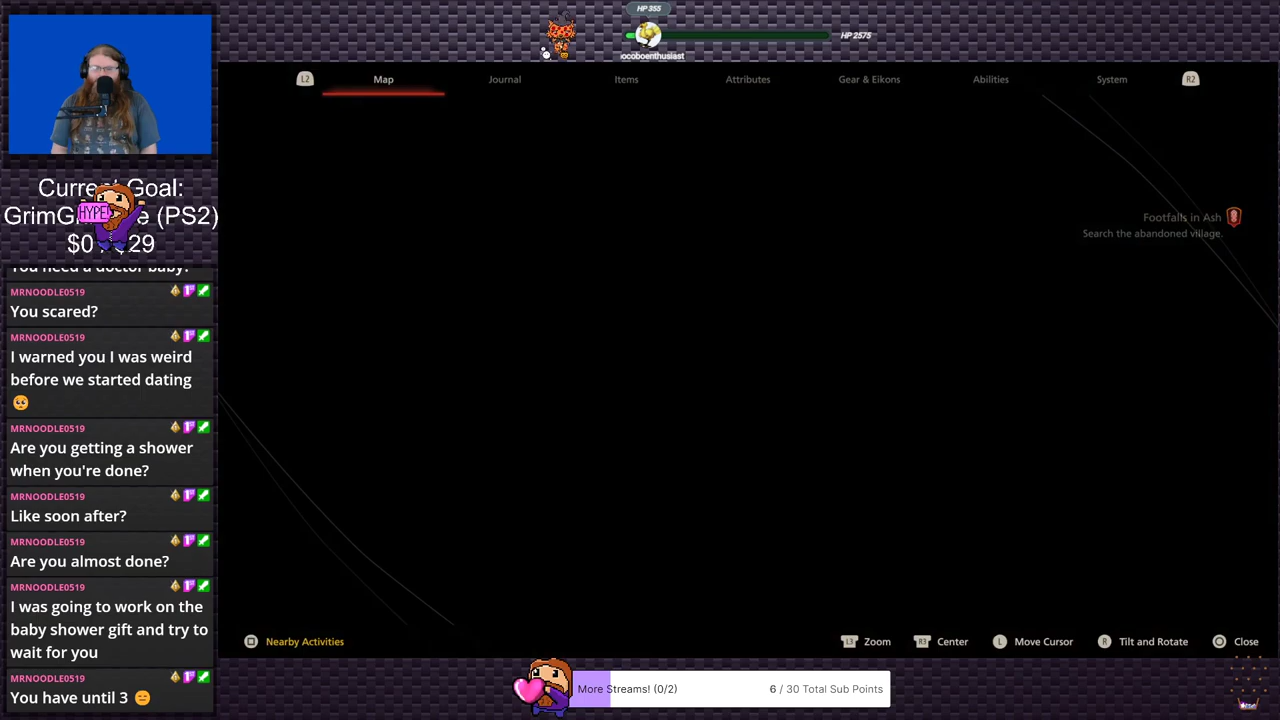 HP 355
HP 2575
ocoboenthusiast
L2
Map
Journal
Items
Attributes
Gear & Eikons
Abilities
System
R2
Footfalls in Ash
Search the abandoned village.
Current Goal:
HYPE!
(PS2)
29
You need a doctor baby?
MRNOODLE0519
You scared?
MRNOODLE0519
I warned you I was weird
before we started dating
🥺
MRNOODLE0519
Are you getting a shower
when you're done?
MRNOODLE0519
Like soon after?
MRNOODLE0519
Are you almost done?
MRNOODLE0519
I was going to work on the
baby shower gift and try to
wait for you
MRNOODLE0519
You have until 3 😑
Nearby Activities
L3 Zoom
R3 Center
L Move Cursor
R Tilt and Rotate
Close
More Streams! (0/2)
6 / 30 Total Sub Points